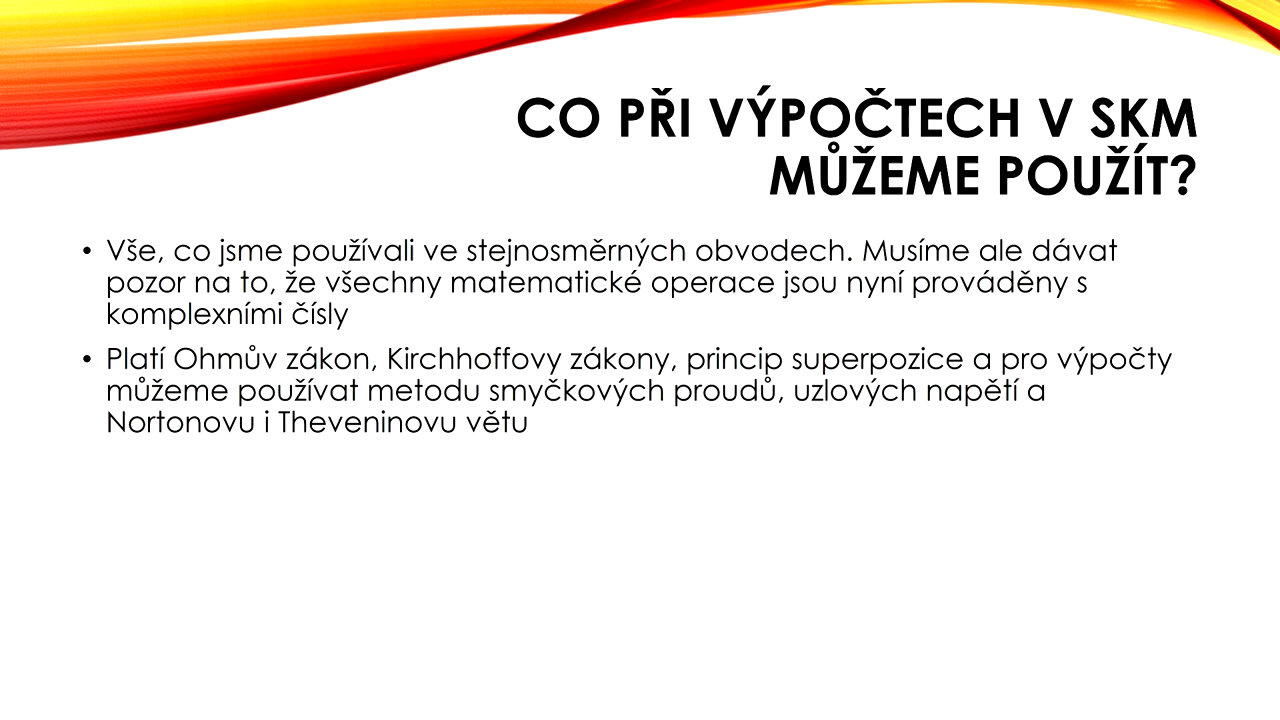 CO PŘI VÝPOČTECH V SKM
MŮŽEME POUŽÍT?
• Vše, co jsme používali ve stejnosměrných obvodech. Musíme ale dávat
pozor na to, že všechny matematické operace jsou nyní prováděny s
komplexními čísly
• Platí Ohmův zákon, Kirchhoffovy zákony, princip superpozice a pro výpočty
můžeme používat metodu smyčkových proudů, uzlových napětí a
Nortonovu i Theveninovu větu